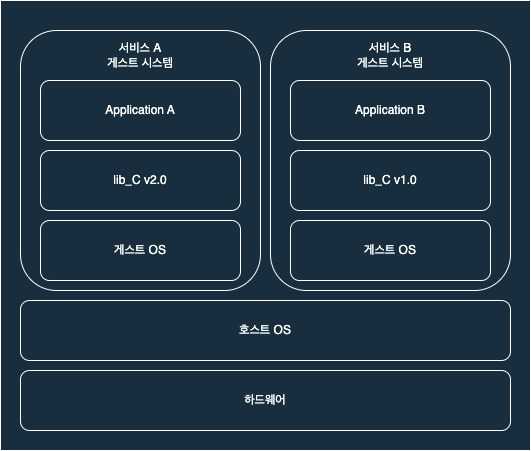 서비스 A
게스트 시스템
Application A
lib_C v2.0
게스트 OS
서비스 B
게스트 시스템
Application B
lib_C v1.0
게스트 OS
호스트 OS
하드웨어